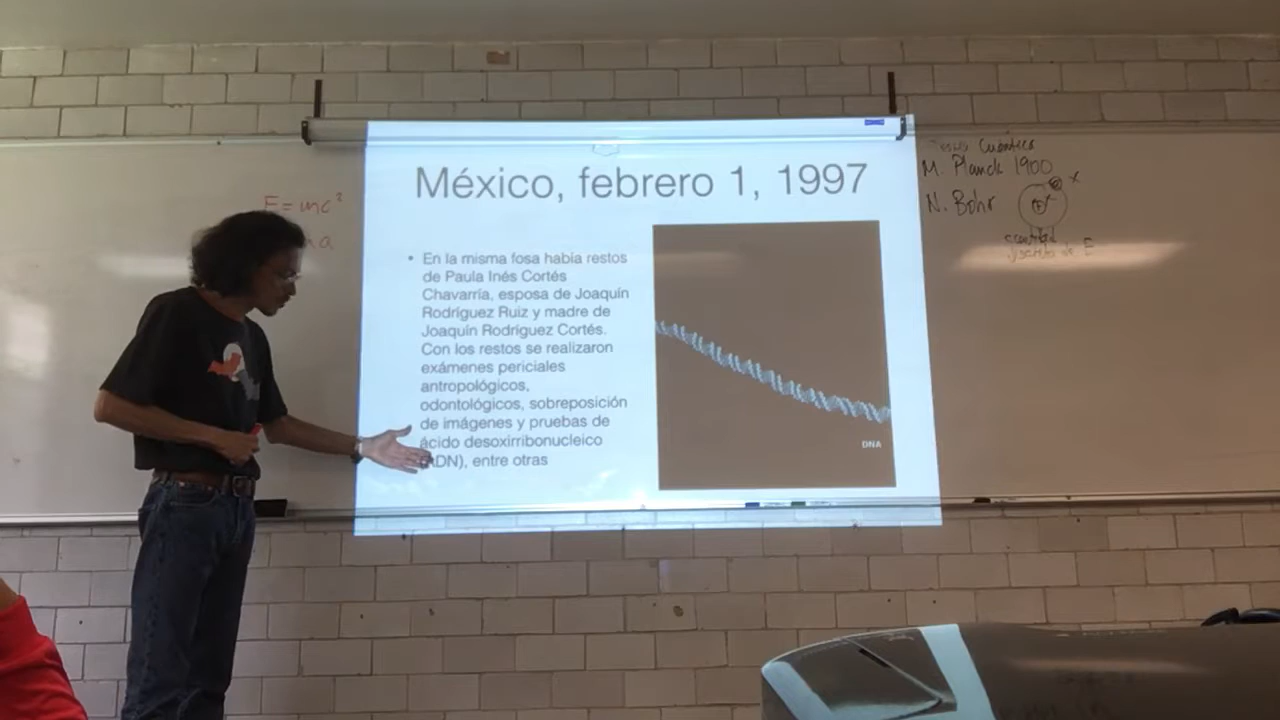 México, febrero 1, 1997
• En la misma fosa había restos
de Paula Inés Cortés
Chavarría, esposa de Joaquín
Rodríguez Ruiz y madre de
Joaquín Rodríguez Cortés.
Con los restos se realizaron
exámenes periciales
antropológicos,
odontológicos, sobreposición
de imágenes y pruebas de
ácido desoxirribonucleico
(ADN), entre otras
DNA
E=mc²
a
Cuántica
M. Planck 1900
N. Bohr
x
E